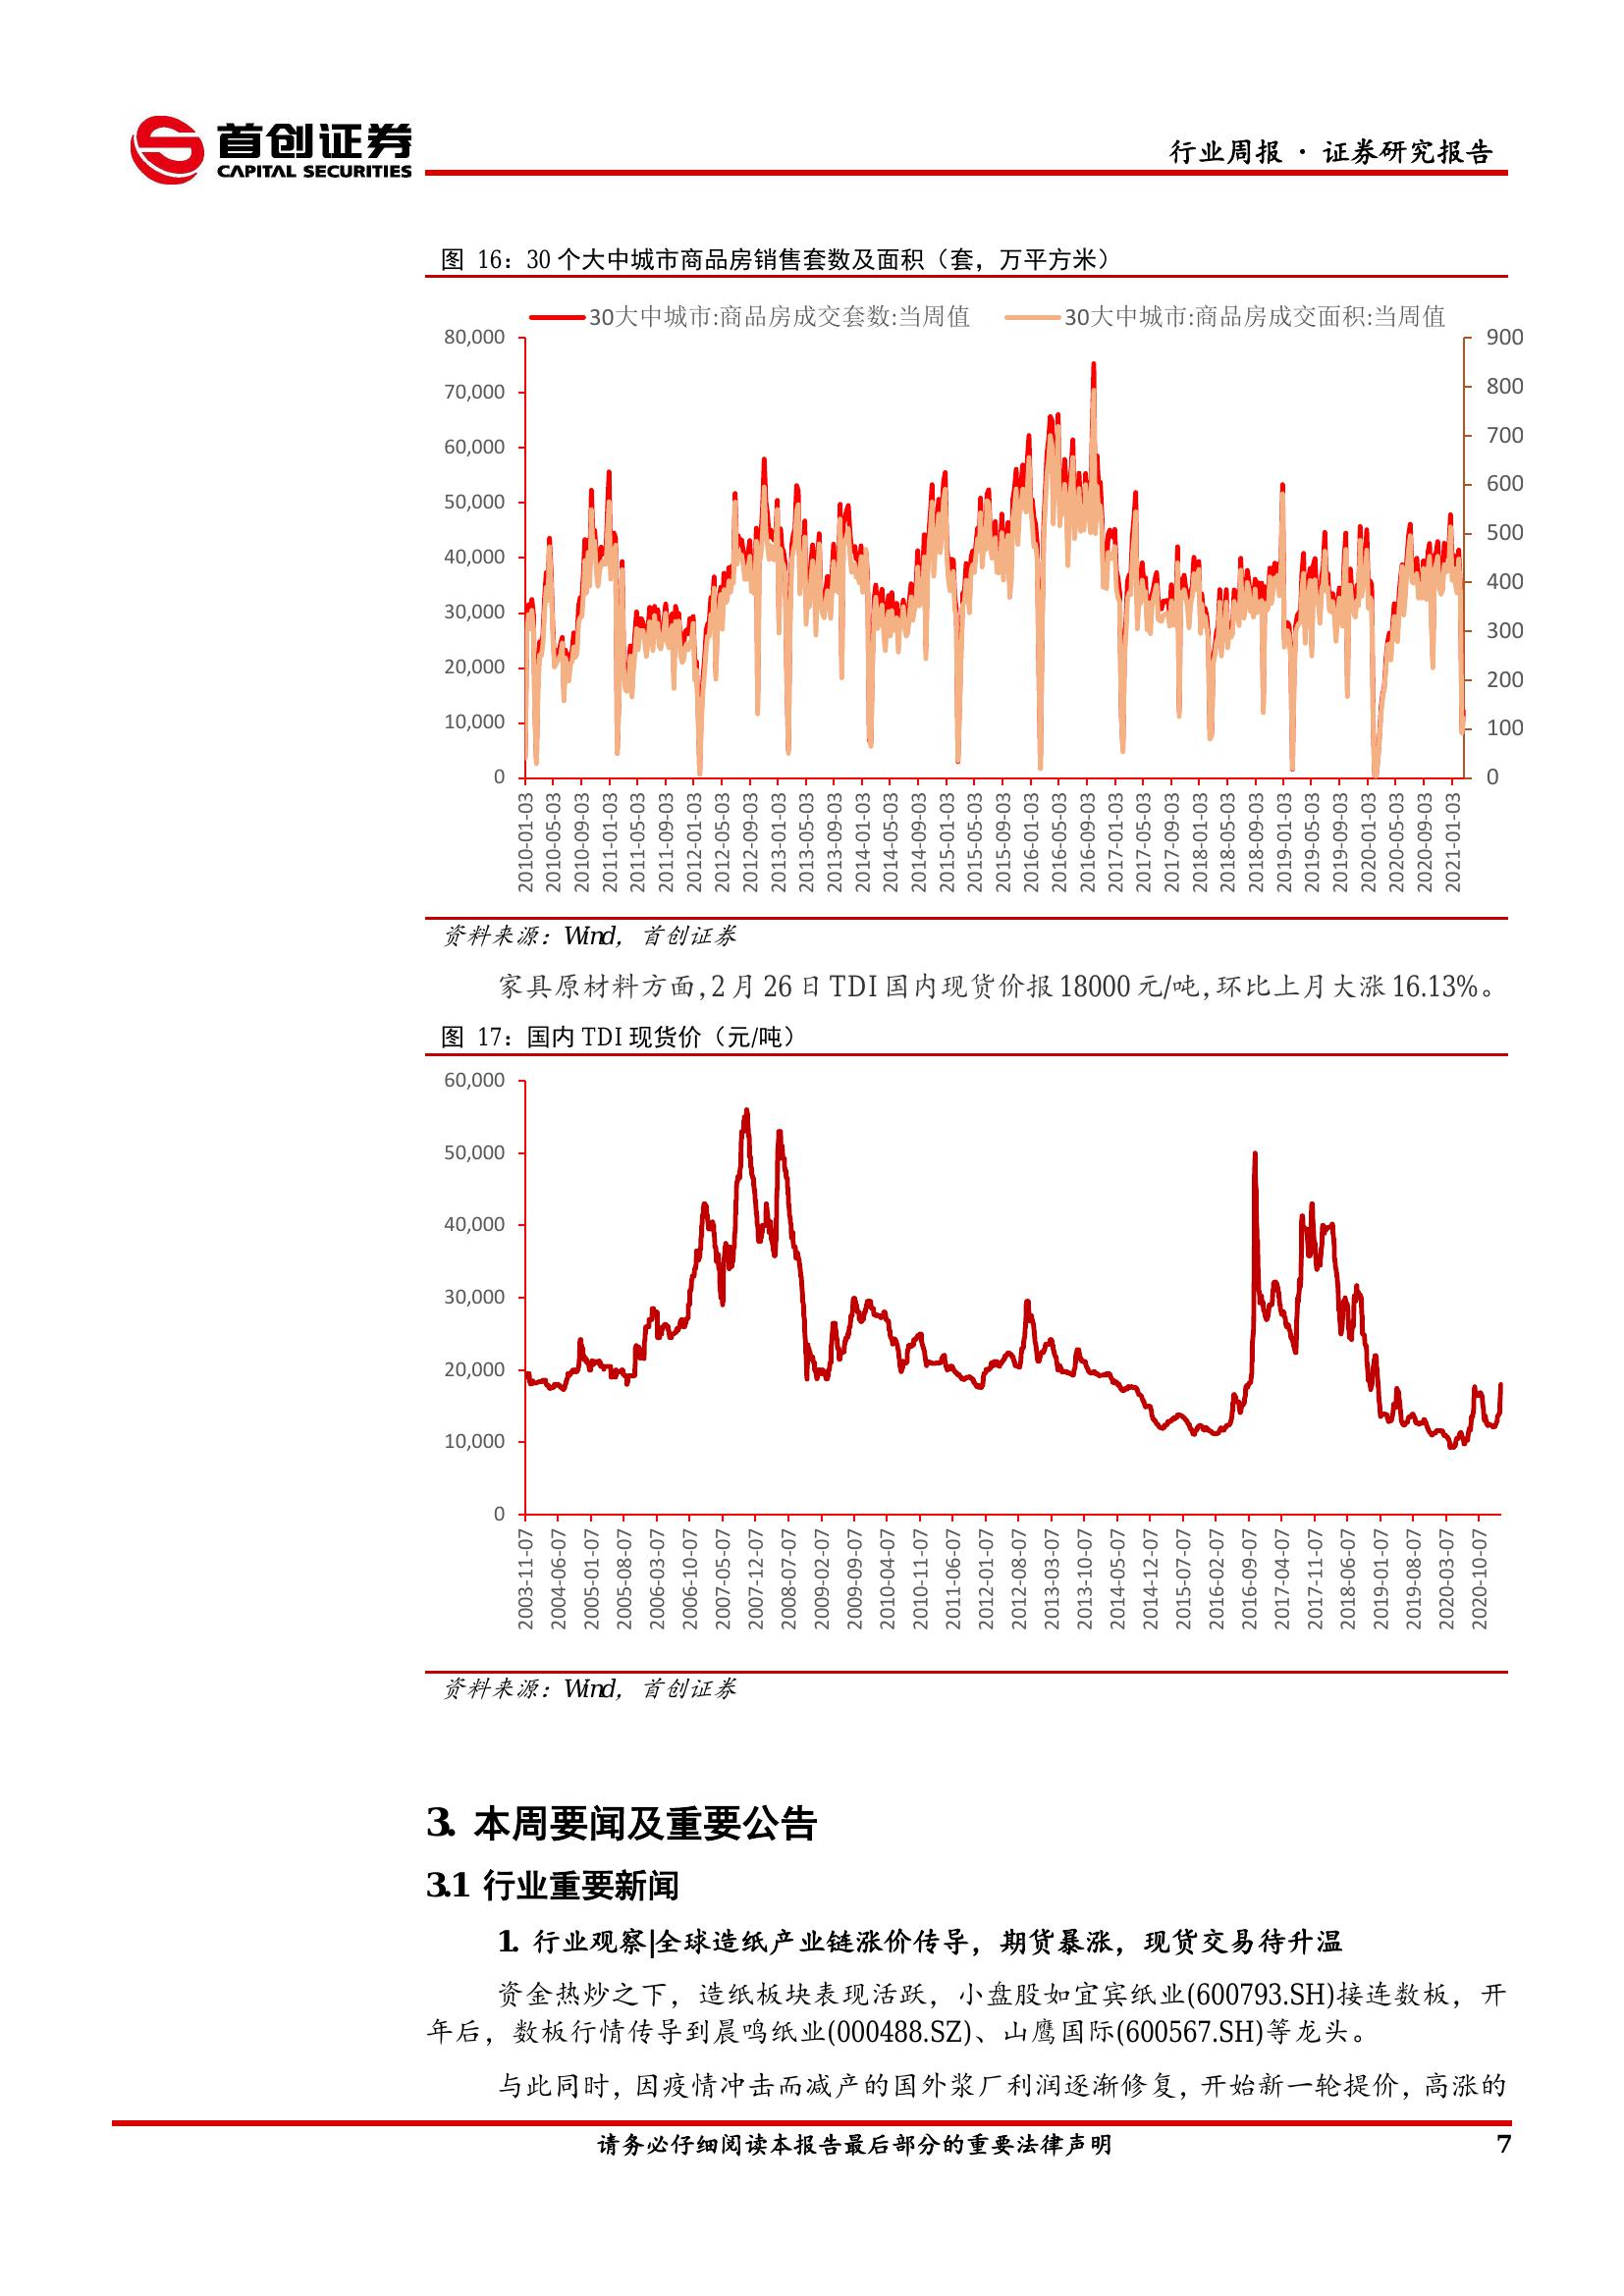 首创证券
CAPITAL SECURITIES
行业周报 · 证券研究报告
图 16：30 个大中城市商品房销售套数及面积（套，万平方米）
30大中城市:商品房成交套数:当周值 30大中城市:商品房成交面积:当周值
80,000 900
70,000 800
60,000 700
50,000 600
40,000 500
30,000 400
20,000 300
10,000 200
0 100
0
2010-01-03 2010-05-03 2010-09-03 2011-01-03 2011-05-03 2011-09-03 2012-01-03 2012-05-03 2012-09-03 2013-01-03 2013-05-03 2013-09-03 2014-01-03 2014-05-03 2014-09-03 2015-01-03 2015-05-03 2015-09-03 2016-01-03 2016-05-03 2016-09-03 2017-01-03 2017-05-03 2017-09-03 2018-01-03 2018-05-03 2018-09-03 2019-01-03 2019-05-03 2019-09-03 2020-01-03 2020-05-03 2020-09-03 2021-01-03
资料来源：Wind，首创证券
家具原材料方面，2 月 26 日 TDI 国内现货价报 18000 元/吨，环比上月大涨 16.13%。
图 17：国内 TDI 现货价（元/吨）
60,000
50,000
40,000
30,000
20,000
10,000
0
2003-11-07 2004-06-07 2005-01-07 2005-08-07 2006-03-07 2006-10-07 2007-05-07 2007-12-07 2008-07-07 2009-02-07 2009-09-07 2010-04-07 2010-11-07 2011-06-07 2012-01-07 2012-08-07 2013-03-07 2013-10-07 2014-05-07 2014-12-07 2015-07-07 2016-02-07 2016-09-07 2017-04-07 2017-11-07 2018-06-07 2019-01-07 2019-08-07 2020-03-07 2020-10-07
资料来源：Wind，首创证券
3. 本周要闻及重要公告
3.1 行业重要新闻
1. 行业观察|全球造纸产业链涨价传导，期货暴涨，现货交易待升温
资金热炒之下，造纸板块表现活跃，小盘股如宜宾纸业(600793.SH)接连数板，开
年后，数板行情传导到晨鸣纸业(000488.SZ)、山鹰国际(600567.SH)等龙头。
与此同时，因疫情冲击而减产的国外浆厂利润逐渐修复，开始新一轮提价，高涨的
请务必仔细阅读本报告最后部分的重要法律声明 7